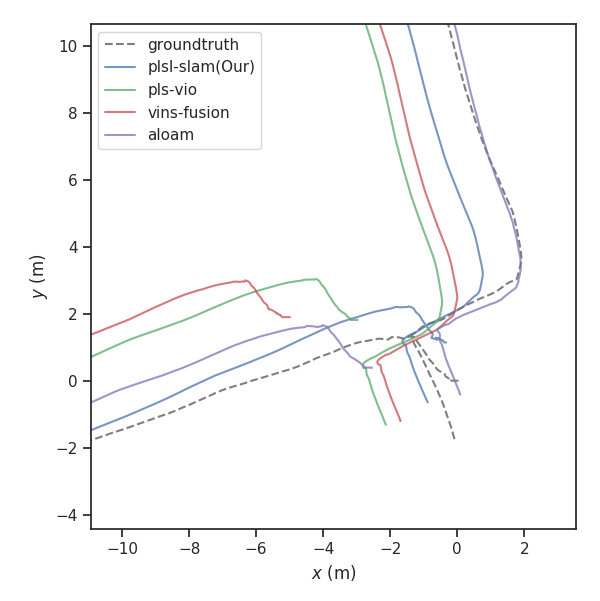 groundtruth
plsl-slam(Our)
pls-vio
vins-fusion
aloam
10
8
6
4
2
0
−2
−4
y (m)
−10
−8
−6
−4
−2
0
2
x (m)